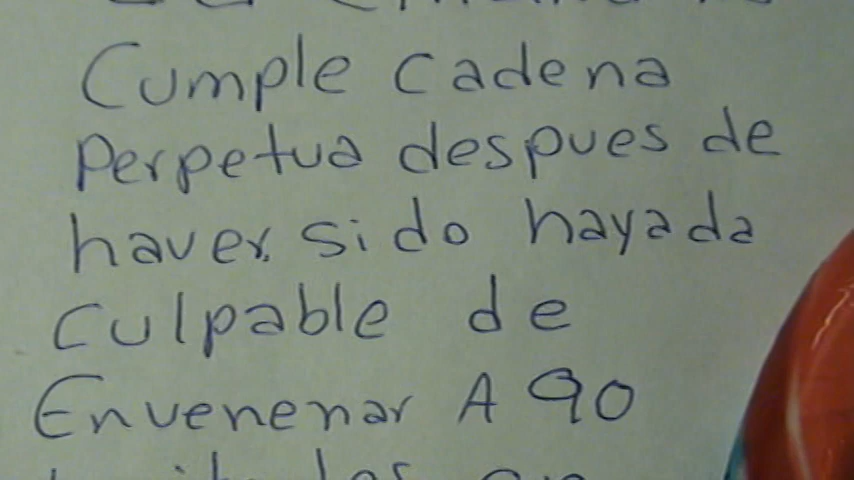 Cumple cadena
Perpetua despues de
haver. sido hayada
culpable de
Envenenar A 90